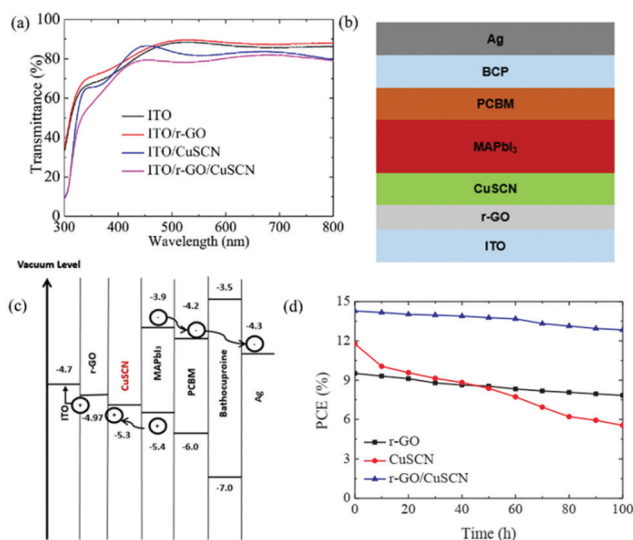 (a)
Transmittance (%)
100
80
60
40
20
0
300
400
500
600
700
800
Wavelength (nm)
ITO
ITO/r-GO
ITO/CuSCN
ITO/r-GO/CuSCN
(b)
Ag
BCP
PCBM
MAPbI₃
CuSCN
r-GO
ITO
(c)
Vacuum Level
-4.7
ITO
r-GO
-4.97
CuSCN
-5.3
-3.9
MAPbI₃
-5.4
-4.2
PCBM
-6.0
-3.5
Bathocuproine
-7.0
-4.3
Ag
(d)
PCE (%)
15
12
9
6
3
0
0
20
40
60
80
100
Time (h)
r-GO
CuSCN
r-GO/CuSCN